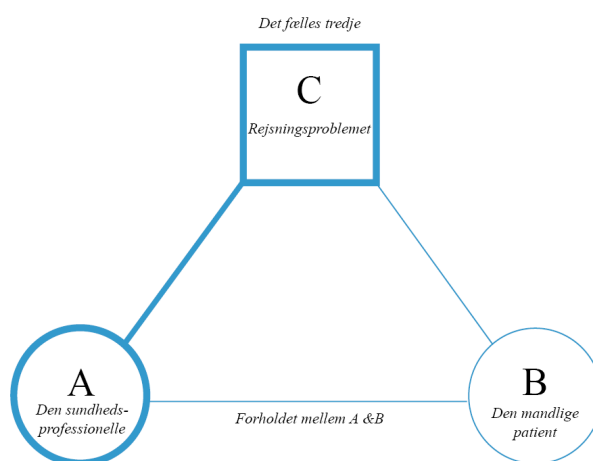 Det fælles tredje
C
Rejsningsproblemet
A
Den sundheds-
professionelle
Forholdet mellem A &B
B
Den mandlige
patient